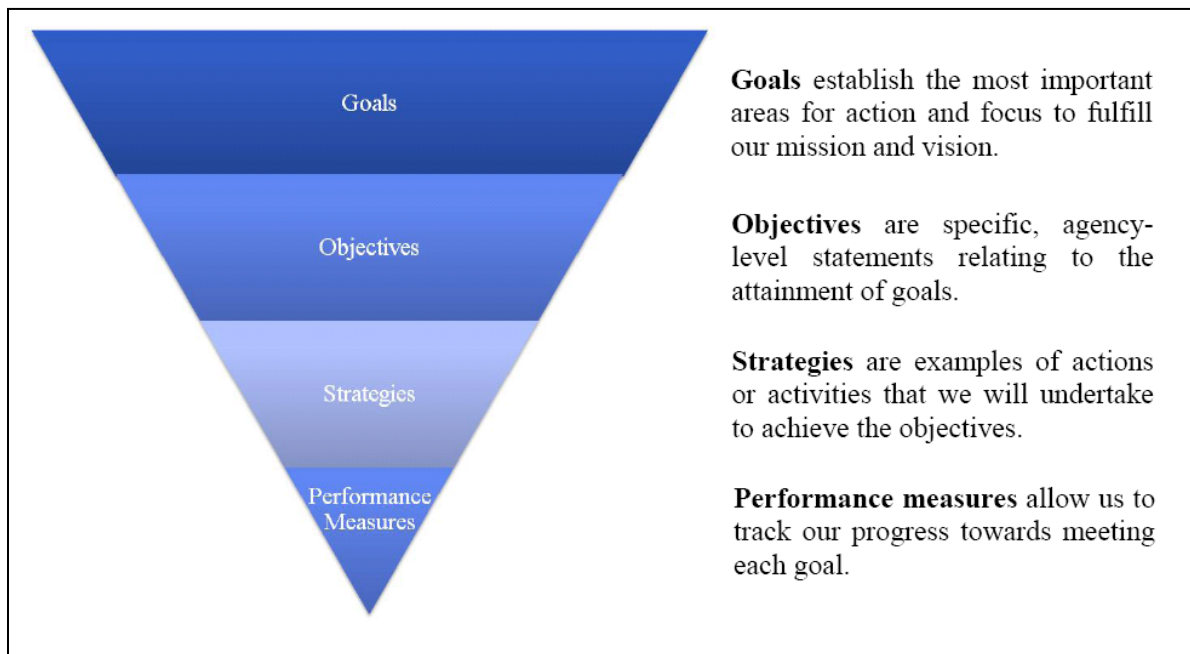 Goals
Goals establish the most important
areas for action and focus to fulfill
our mission and vision.
Objectives
Objectives are specific, agency-
level statements relating to the
attainment of goals.
Strategies
Strategies are examples of actions
or activities that we will undertake
to achieve the objectives.
Performance
Measures
Performance measures allow us to
track our progress towards meeting
each goal.